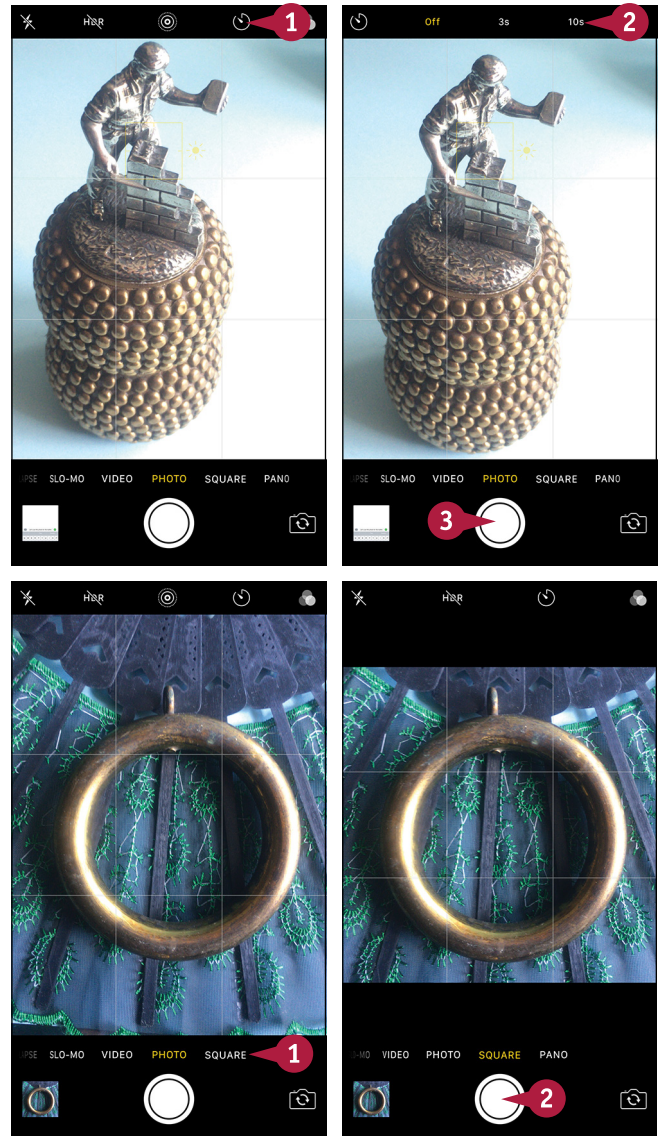 HDR
1
Off 3s 10s
2
PSE SLO-MO VIDEO PHOTO SQUARE PANO
SLO-MO VIDEO PHOTO SQUARE PANO
3
HDR
HDR
PSE SLO-MO VIDEO PHOTO SQUARE
1
O-MO VIDEO PHOTO SQUARE PANO
2